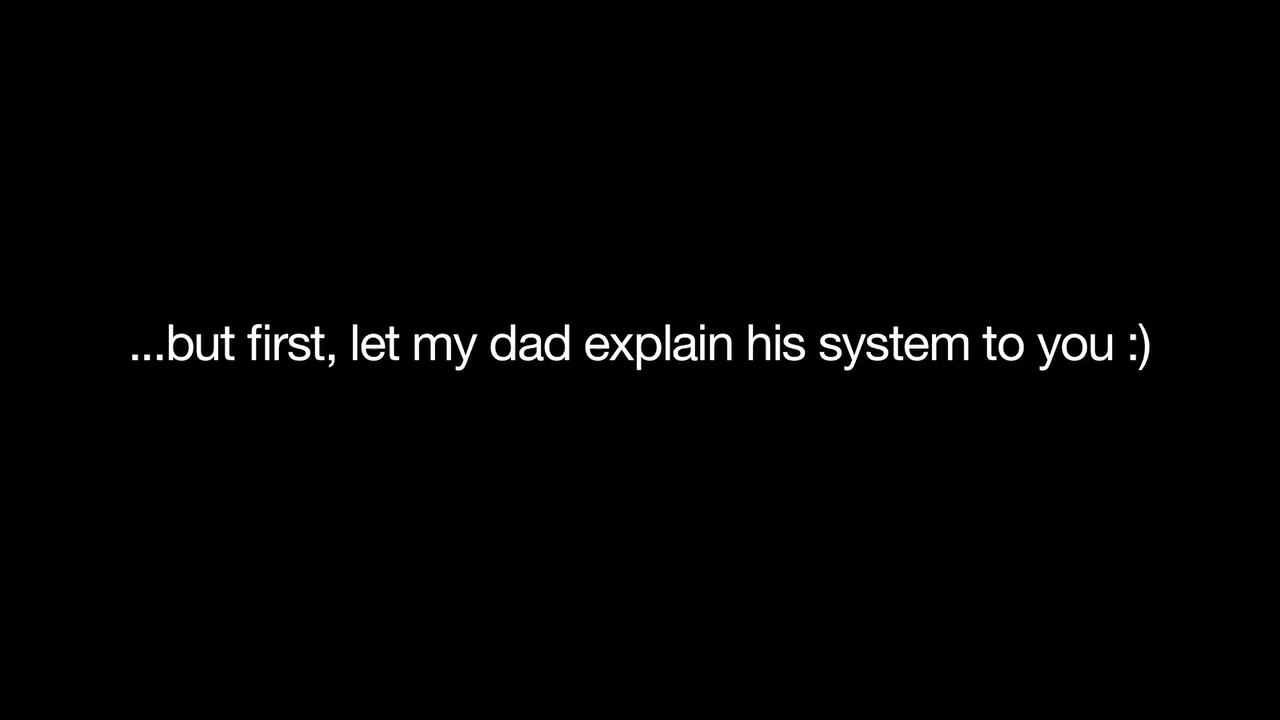 ...but first, let my dad explain his system to you :)